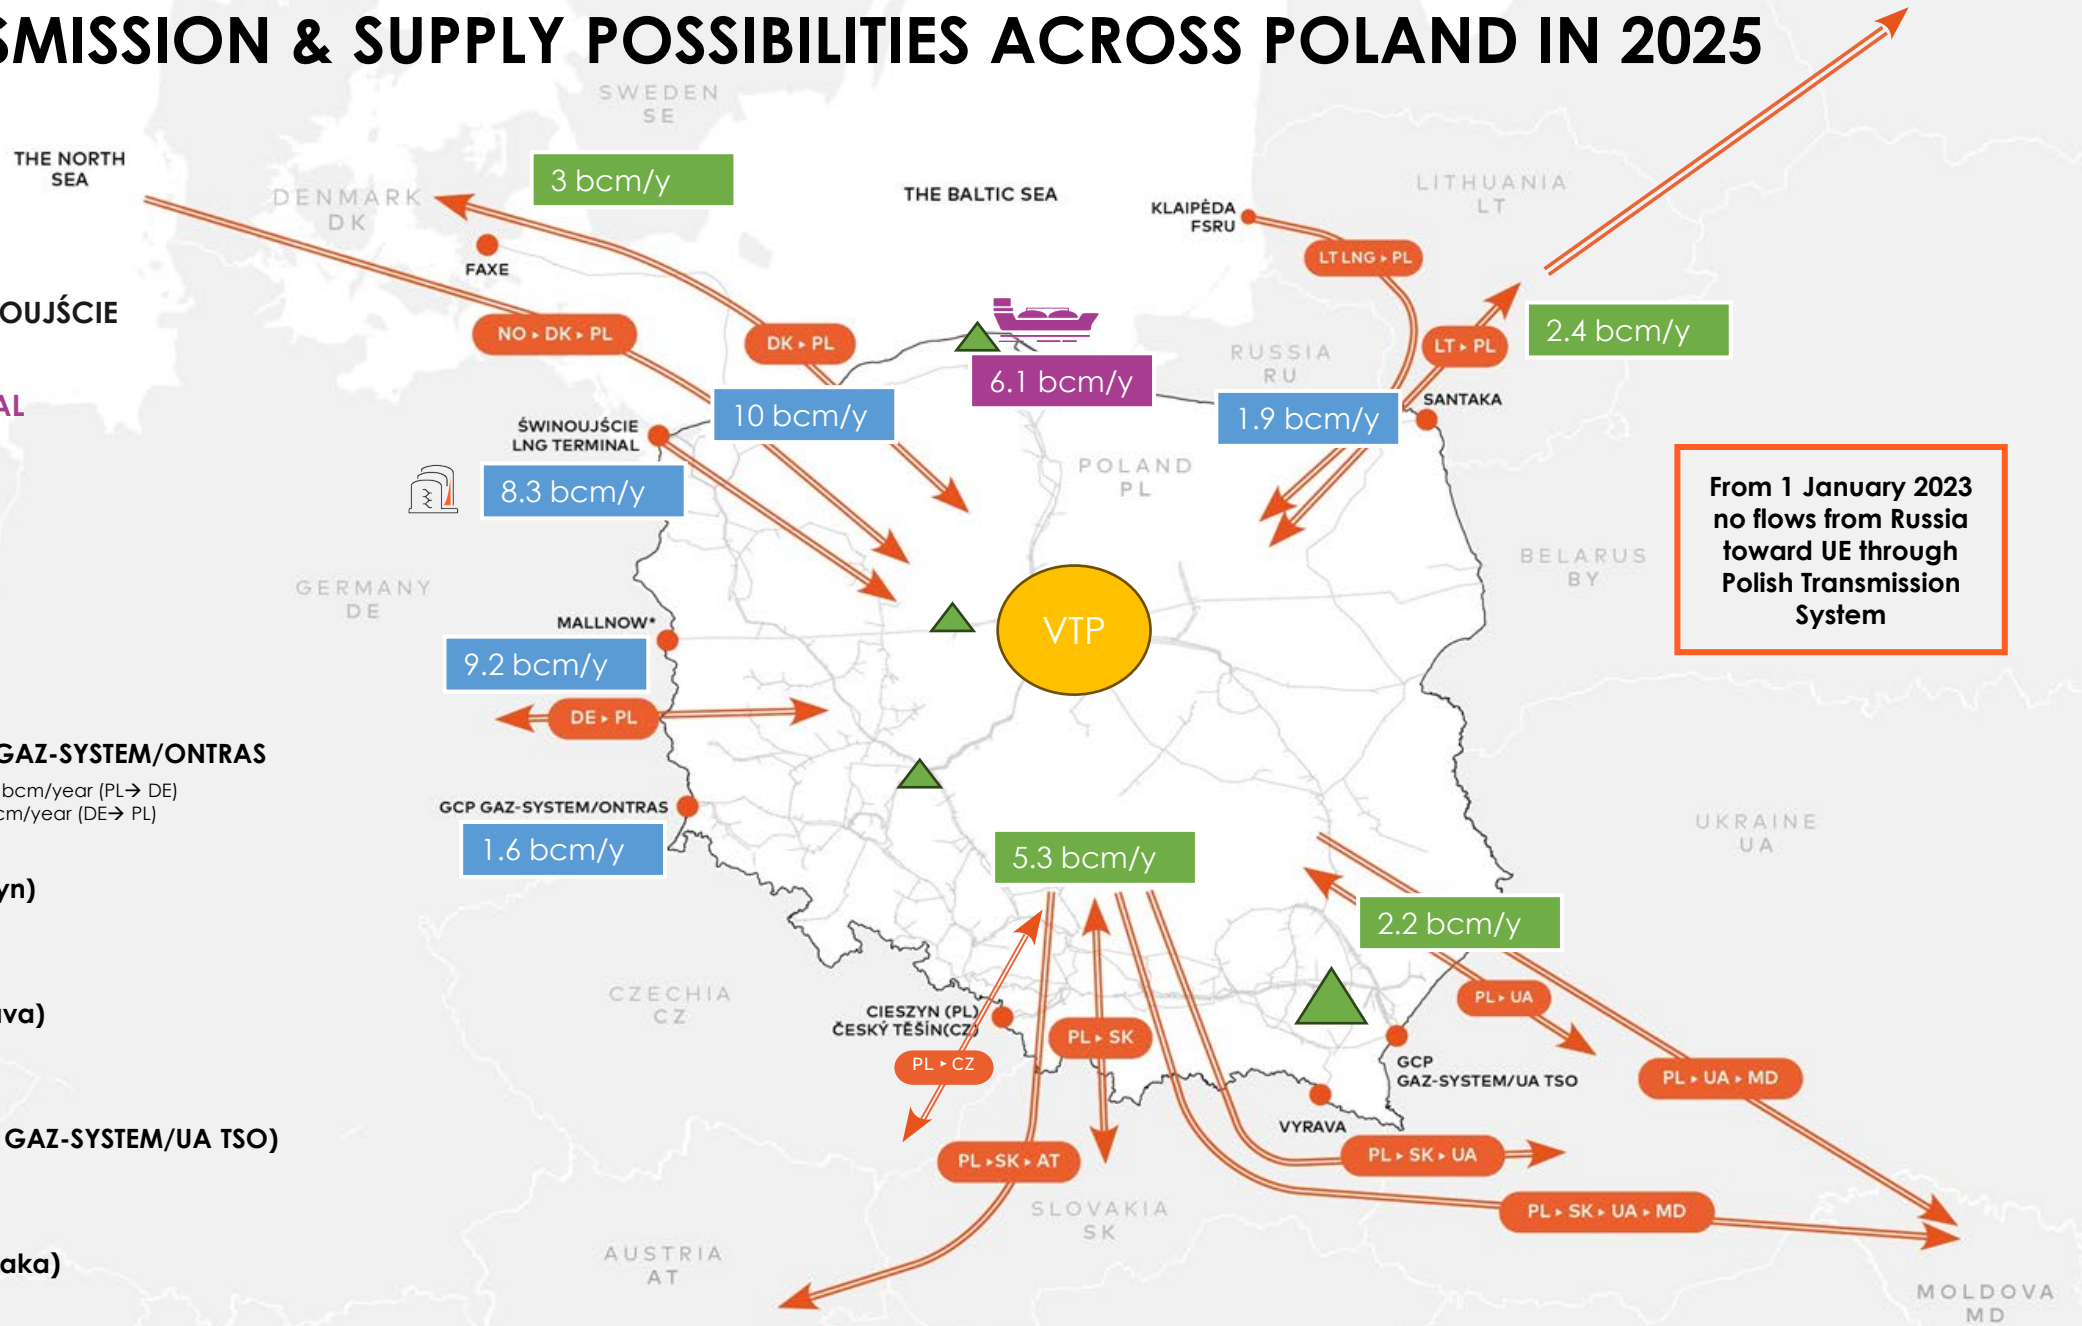 SMISSION & SUPPLY POSSIBILITIES ACROSS POLAND IN 2025
SWEDEN
SE
THE NORTH
SEA
DENMARK
DK
3 bcm/y
THE BALTIC SEA
KLAIPĖDA
FSRU
LITHUANIA
LT
FAXE
LT LNG ▸ PL
OUJŚCIE
NO ▸ DK ▸ PL
DK ▸ PL
RUSSIA
RU
LT ▸ PL
2.4 bcm/y
6.1 bcm/y
AL
10 bcm/y
1.9 bcm/y
SANTAKA
ŚWINOUJŚCIE
LNG TERMINAL
8.3 bcm/y
POLAND
PL
From 1 January 2023
no flows from Russia
toward UE through
Polish Transmission
System
BELARUS
BY
GERMANY
DE
MALLNOW*
VTP
9.2 bcm/y
DE ▸ PL
GAZ-SYSTEM/ONTRAS
bcm/year (PL→ DE)
cm/year (DE→ PL)
GCP GAZ-SYSTEM/ONTRAS
1.6 bcm/y
5.3 bcm/y
UKRAINE
UA
yn)
2.2 bcm/y
CZECHIA
CZ
PL ▸ UA
CIESZYN (PL)
ČESKÝ TĚŠÍN(CZ)
ava)
PL ▸ SK
PL ▸ CZ
GCP
GAZ-SYSTEM/UA TSO
PL ▸ UA ▸ MD
VYRAVA
GAZ-SYSTEM/UA TSO)
PL ▸ SK ▸ AT
PL ▸ SK ▸ UA
SLOVAKIA
SK
PL ▸ SK ▸ UA ▸ MD
AUSTRIA
AT
aka)
MOLDOVA
MD